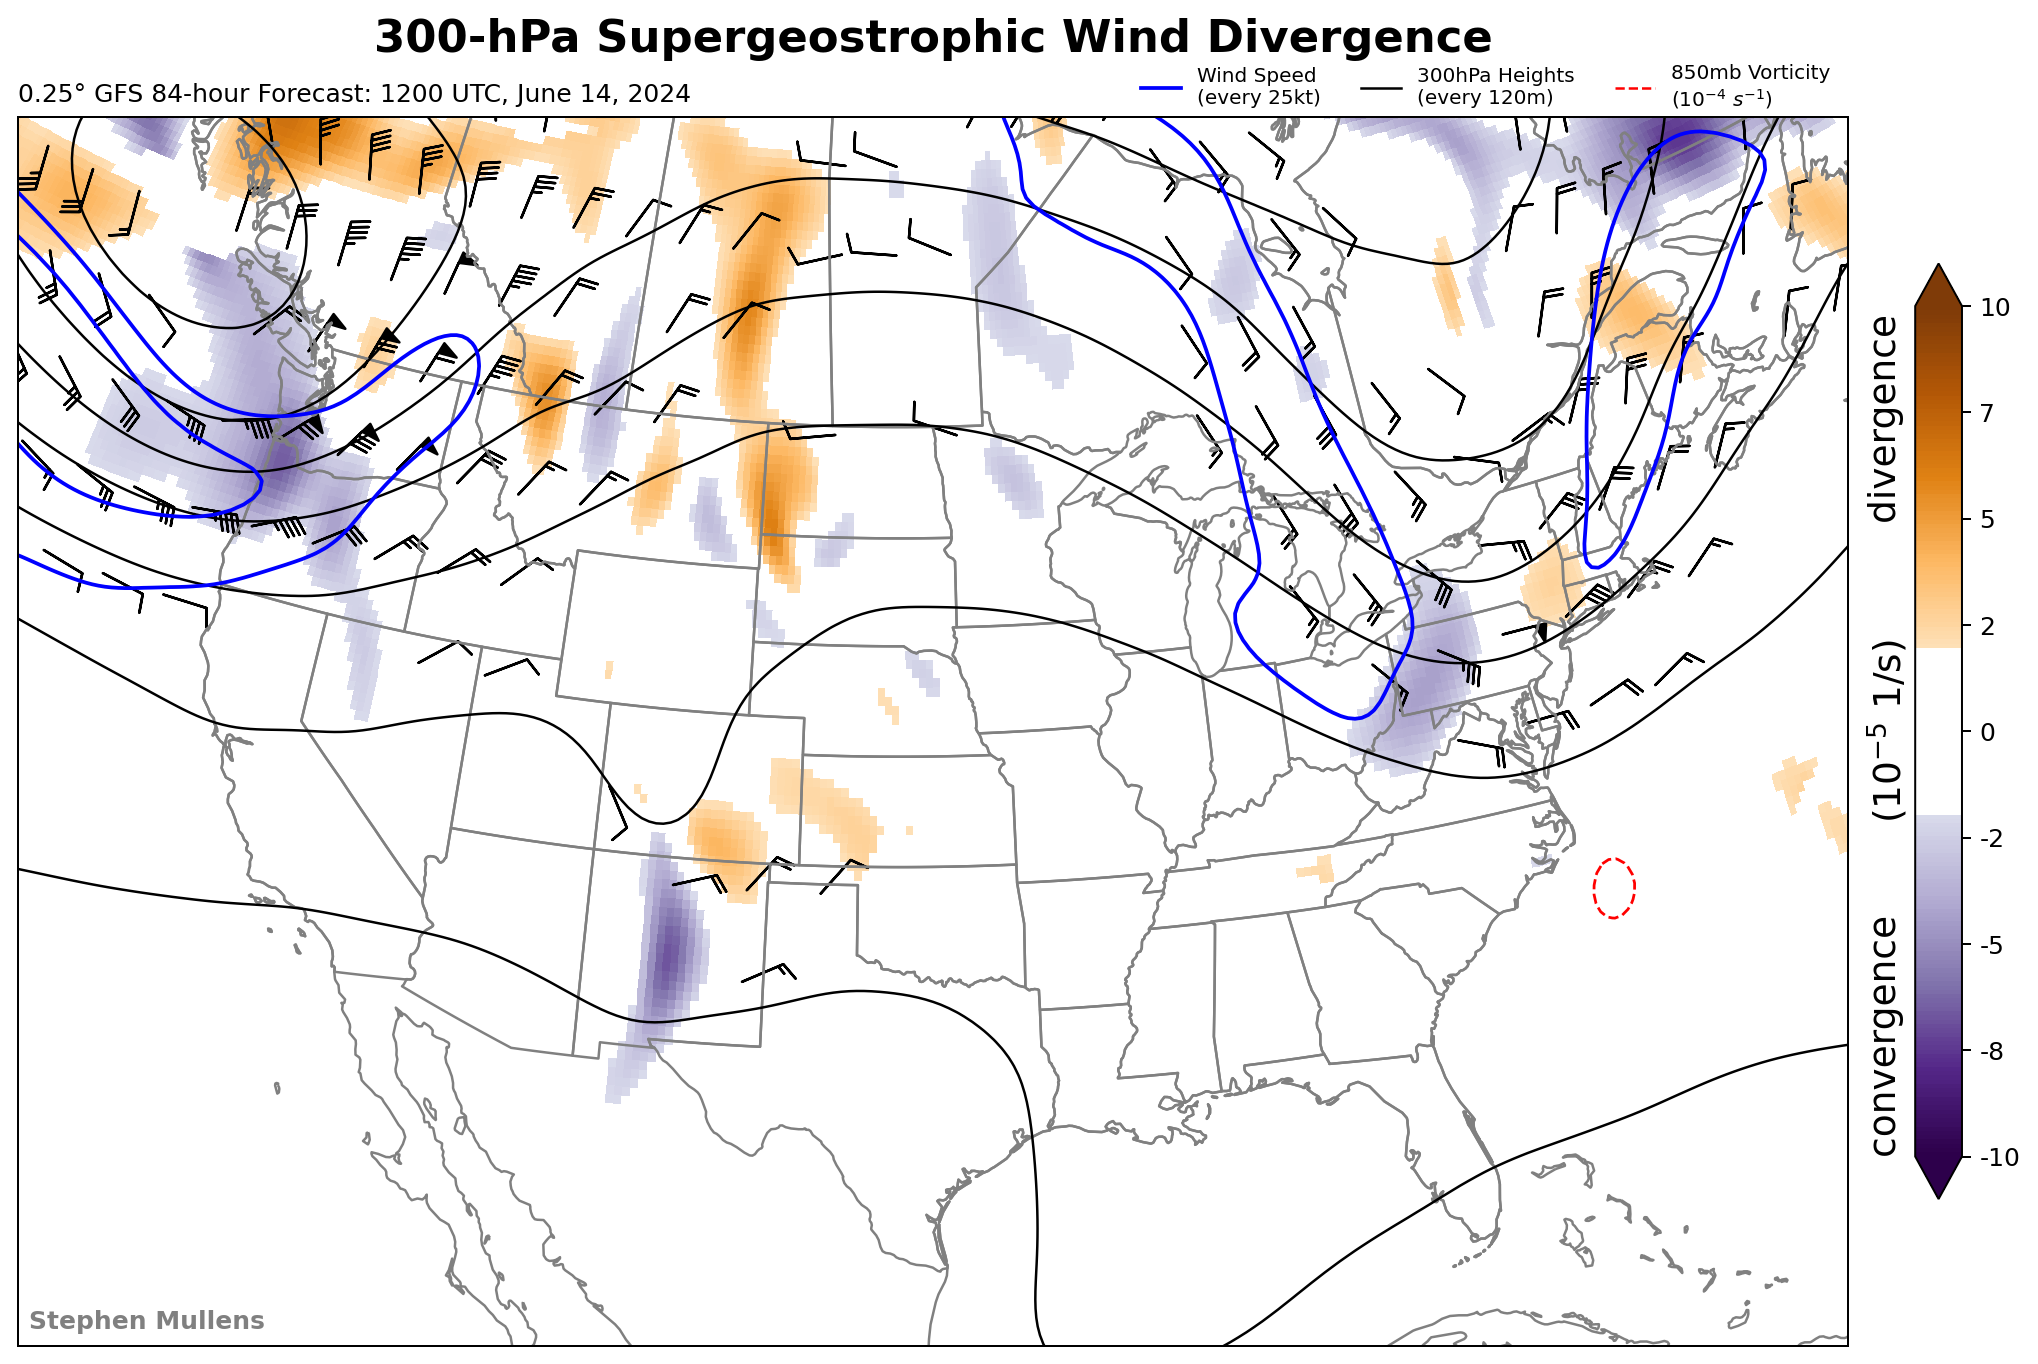 300-hPa Supergeostrophic Wind Divergence
0.25° GFS 84-hour Forecast: 1200 UTC, June 14, 2024
Wind Speed
(every 25kt)
300hPa Heights
(every 120m)
850mb Vorticity
(10⁻⁴ s⁻¹)
10
7
5
2
0
-2
-5
-8
-10
convergence (10⁻⁵ 1/s) divergence
Stephen Mullens